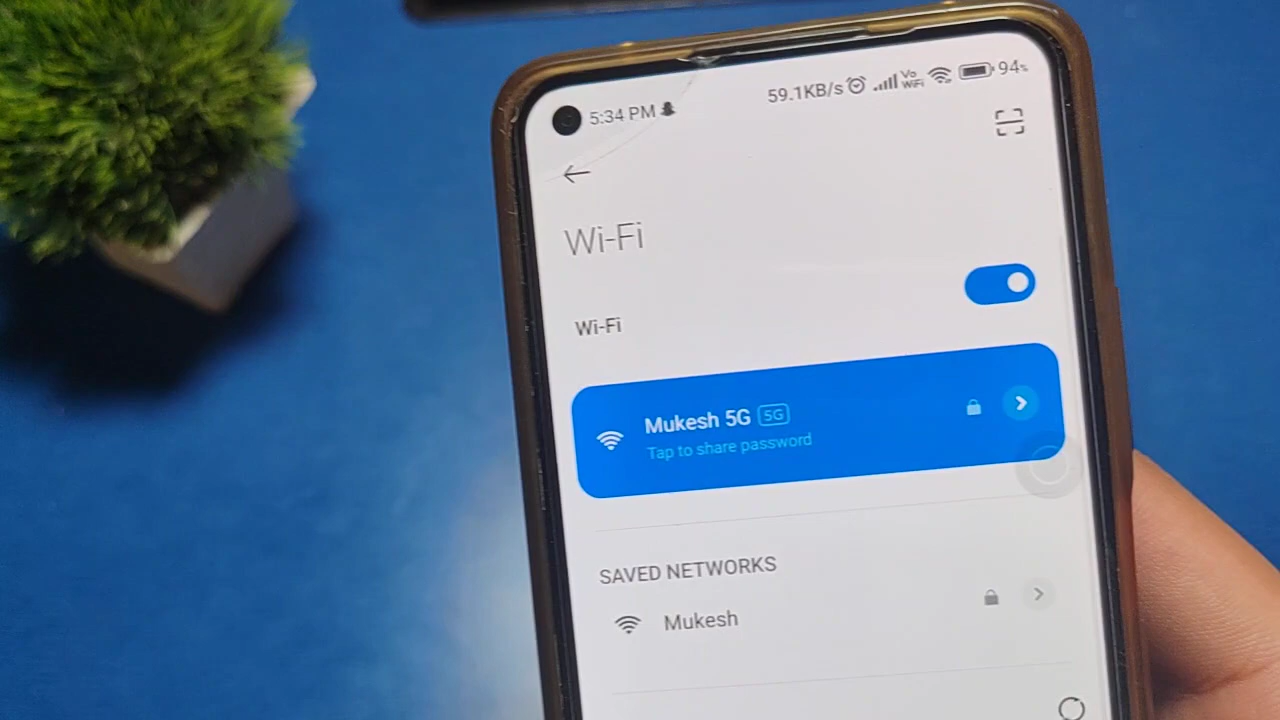 5:34 PM 59.1KB/s Vo WiFi 94%
Wi-Fi
Wi-Fi
Mukesh 5G 5G
Tap to share password
SAVED NETWORKS
Mukesh